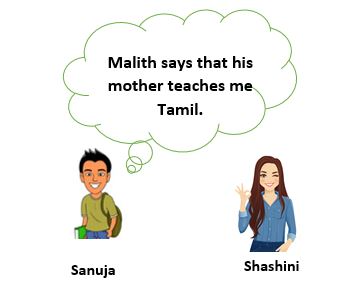 Malith says that his
mother teaches me
Tamil.
Sanuja
Shashini